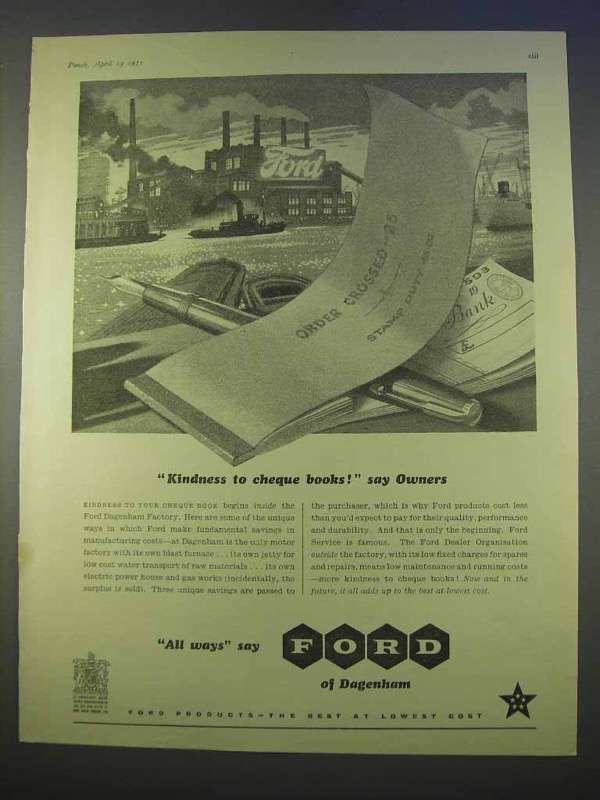 Punch, April 13 1955
Ford
ORDER CROSSED-25
STAMP DUTY
503
19
Bank
£
"Kindness to cheque books!" say Owners
KINDNESS TO YOUR CHEQUE BOOK begins inside the
Ford Dagenham Factory. Here are some of the unique
ways in which Ford make fundamental savings in
manufacturing costs—at Dagenham is the only motor
factory with its own blast furnace . . . its own jetty for
low cost water transport of raw materials . . . its own
electric power house and gas works (incidentally, the
surplus is sold). These unique savings are passed to
the purchaser, which is why Ford products cost less
than you'd expect to pay for their quality, performance
and durability. And that is only the beginning. Ford
Service is famous. The Ford Dealer Organisation
outside the factory, with its low fixed charges for spares
and repairs, means low maintenance and running costs
—more kindness to cheque books! Now and in the
future, it all adds up to the best at lowest cost.
"All ways" say FORD
of Dagenham
FORD PRODUCTS—THE BEST AT LOWEST COST